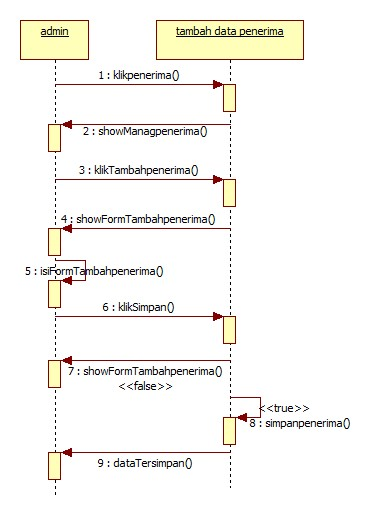 admin
tambah data penerima
1 : klikpenerima()
2 : showManagpenerima()
3 : klikTambahpenerima()
4 : showFormTambahpenerima()
5 : isiFormTambahpenerima()
6 : klikSimpan()
7 : showFormTambahpenerima()
<<false>>
<<true>>
8 : simpanpenerima()
9 : dataTersimpan()